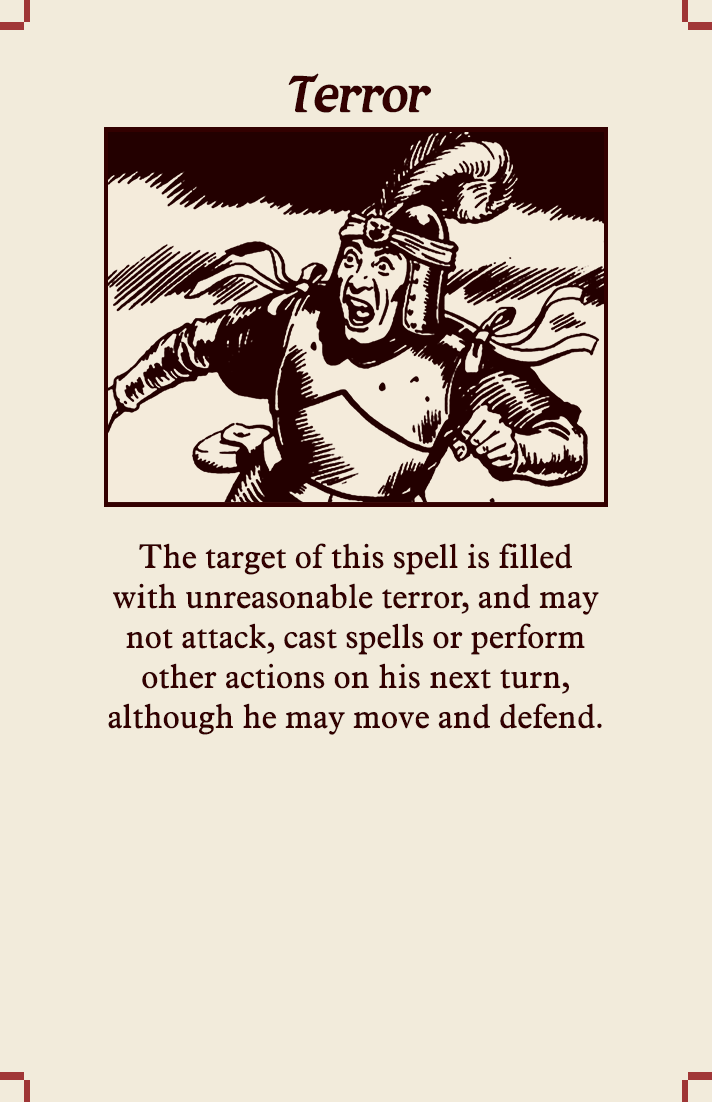 Terror
The target of this spell is filled
with unreasonable terror, and may
not attack, cast spells or perform
other actions on his next turn,
although he may move and defend.